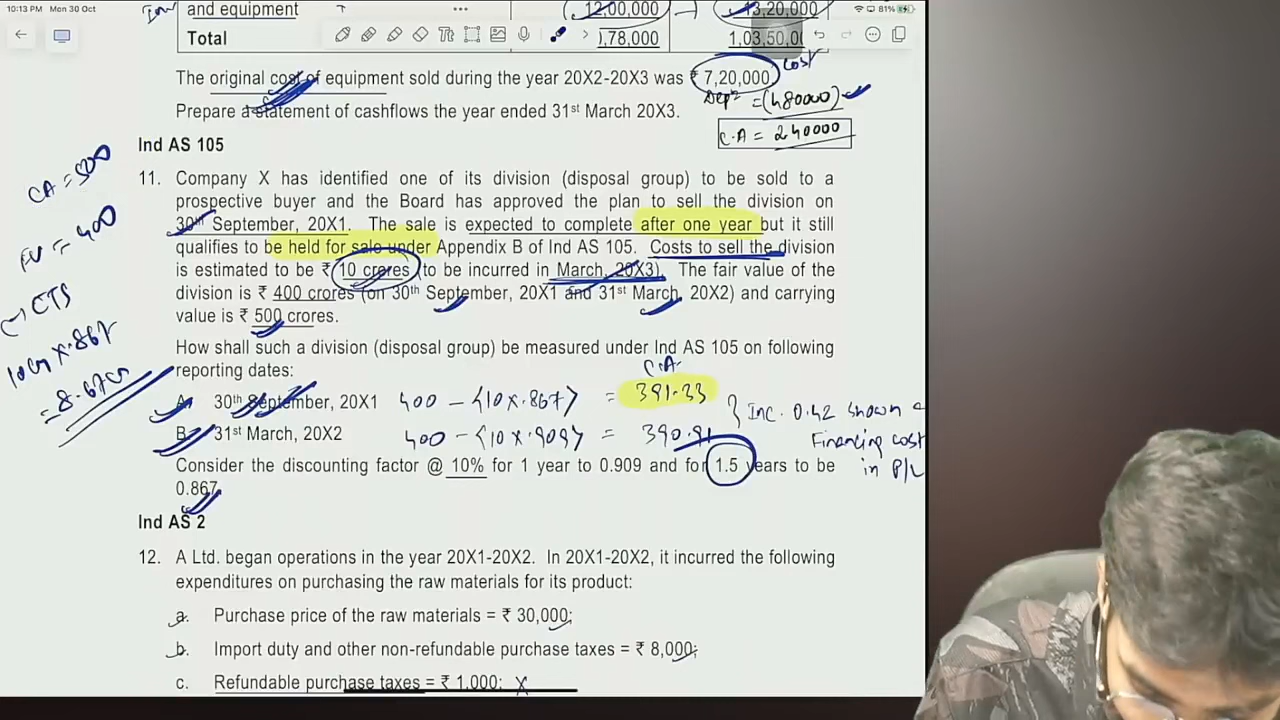 10:13 PM Mon 30 Oct
81%
and equipment 12,00,000 13,20,000
Total ),78,000 1,03,50,0
The original cost of equipment sold during the year 20X2-20X3 was ₹ 7,20,000 cost
Prepare a statement of cashflows the year ended 31st March 20X3.
= (480000)
C.A = 240000
Ind AS 105
11. Company X has identified one of its division (disposal group) to be sold to a
prospective buyer and the Board has approved the plan to sell the division on
30th September, 20X1. The sale is expected to complete after one year but it still
qualifies to be held for sale under Appendix B of Ind AS 105. Costs to sell the division
is estimated to be ₹ 10 crores (to be incurred in March, 20X3). The fair value of the
division is ₹ 400 crores (on 30th September, 20X1 and 31st March, 20X2) and carrying
value is ₹ 500 crores.
CA = 500
FV = 400
(-) CTS
10cr x .867
= 8.67cr
How shall such a division (disposal group) be measured under Ind AS 105 on following
reporting dates:
C.A.
A. 30th September, 20X1 400 - {10x.867} = 391.33
B. 31st March, 20X2 400 - {10x.909} = 390.91
Inc. 0.42 shown
Financing cost
in P/L
Consider the discounting factor @ 10% for 1 year to 0.909 and for 1.5 years to be
0.867.
Ind AS 2
12. A Ltd. began operations in the year 20X1-20X2. In 20X1-20X2, it incurred the following
expenditures on purchasing the raw materials for its product:
a. Purchase price of the raw materials = ₹ 30,000;
b. Import duty and other non-refundable purchase taxes = ₹ 8,000;
c. Refundable purchase taxes = ₹ 1,000; x